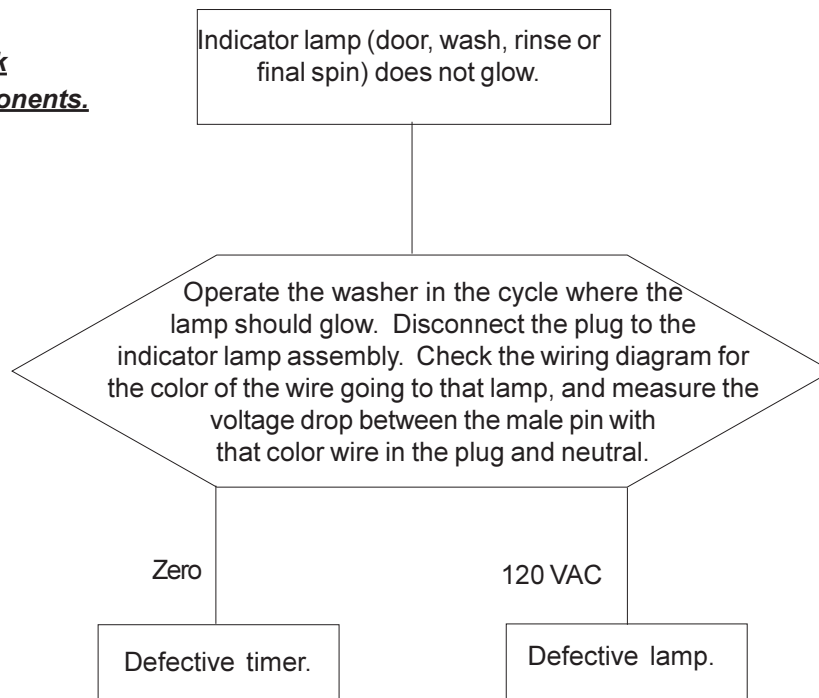 Indicator lamp (door, wash, rinse or
final spin) does not glow.
onents.
Operate the washer in the cycle where the
lamp should glow. Disconnect the plug to the
indicator lamp assembly. Check the wiring diagram for
the color of the wire going to that lamp, and measure the
voltage drop between the male pin with
that color wire in the plug and neutral.
Zero
120 VAC
Defective timer.
Defective lamp.